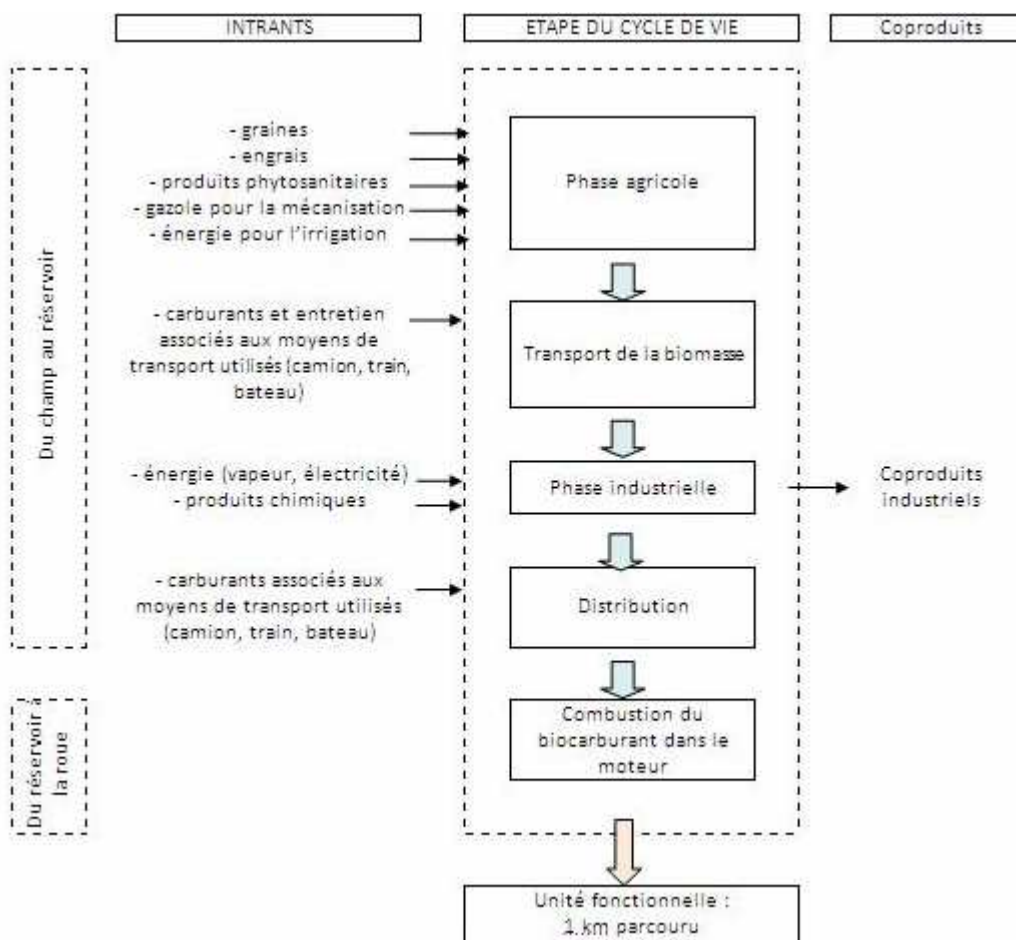 INTRANTS
ETAPE DU CYCLE DE VIE
Coproduits
Du champ au réservoir
- graines
- engrais
- produits phytosanitaires
- gazole pour la mécanisation
- énergie pour l'irrigation
Phase agricole
- carburants et entretien
associés aux moyens de
transport utilisés (camion, train,
bateau)
Transport de la biomasse
- énergie (vapeur, électricité)
- produits chimiques
Phase industrielle
Coproduits
industriels
- carburants associés aux
moyens de transport utilisés
(camion, train, bateau)
Distribution
Du réservoir à
la roue
Combustion du
biocarburant dans le
moteur
Unité fonctionnelle :
1.km parcouru